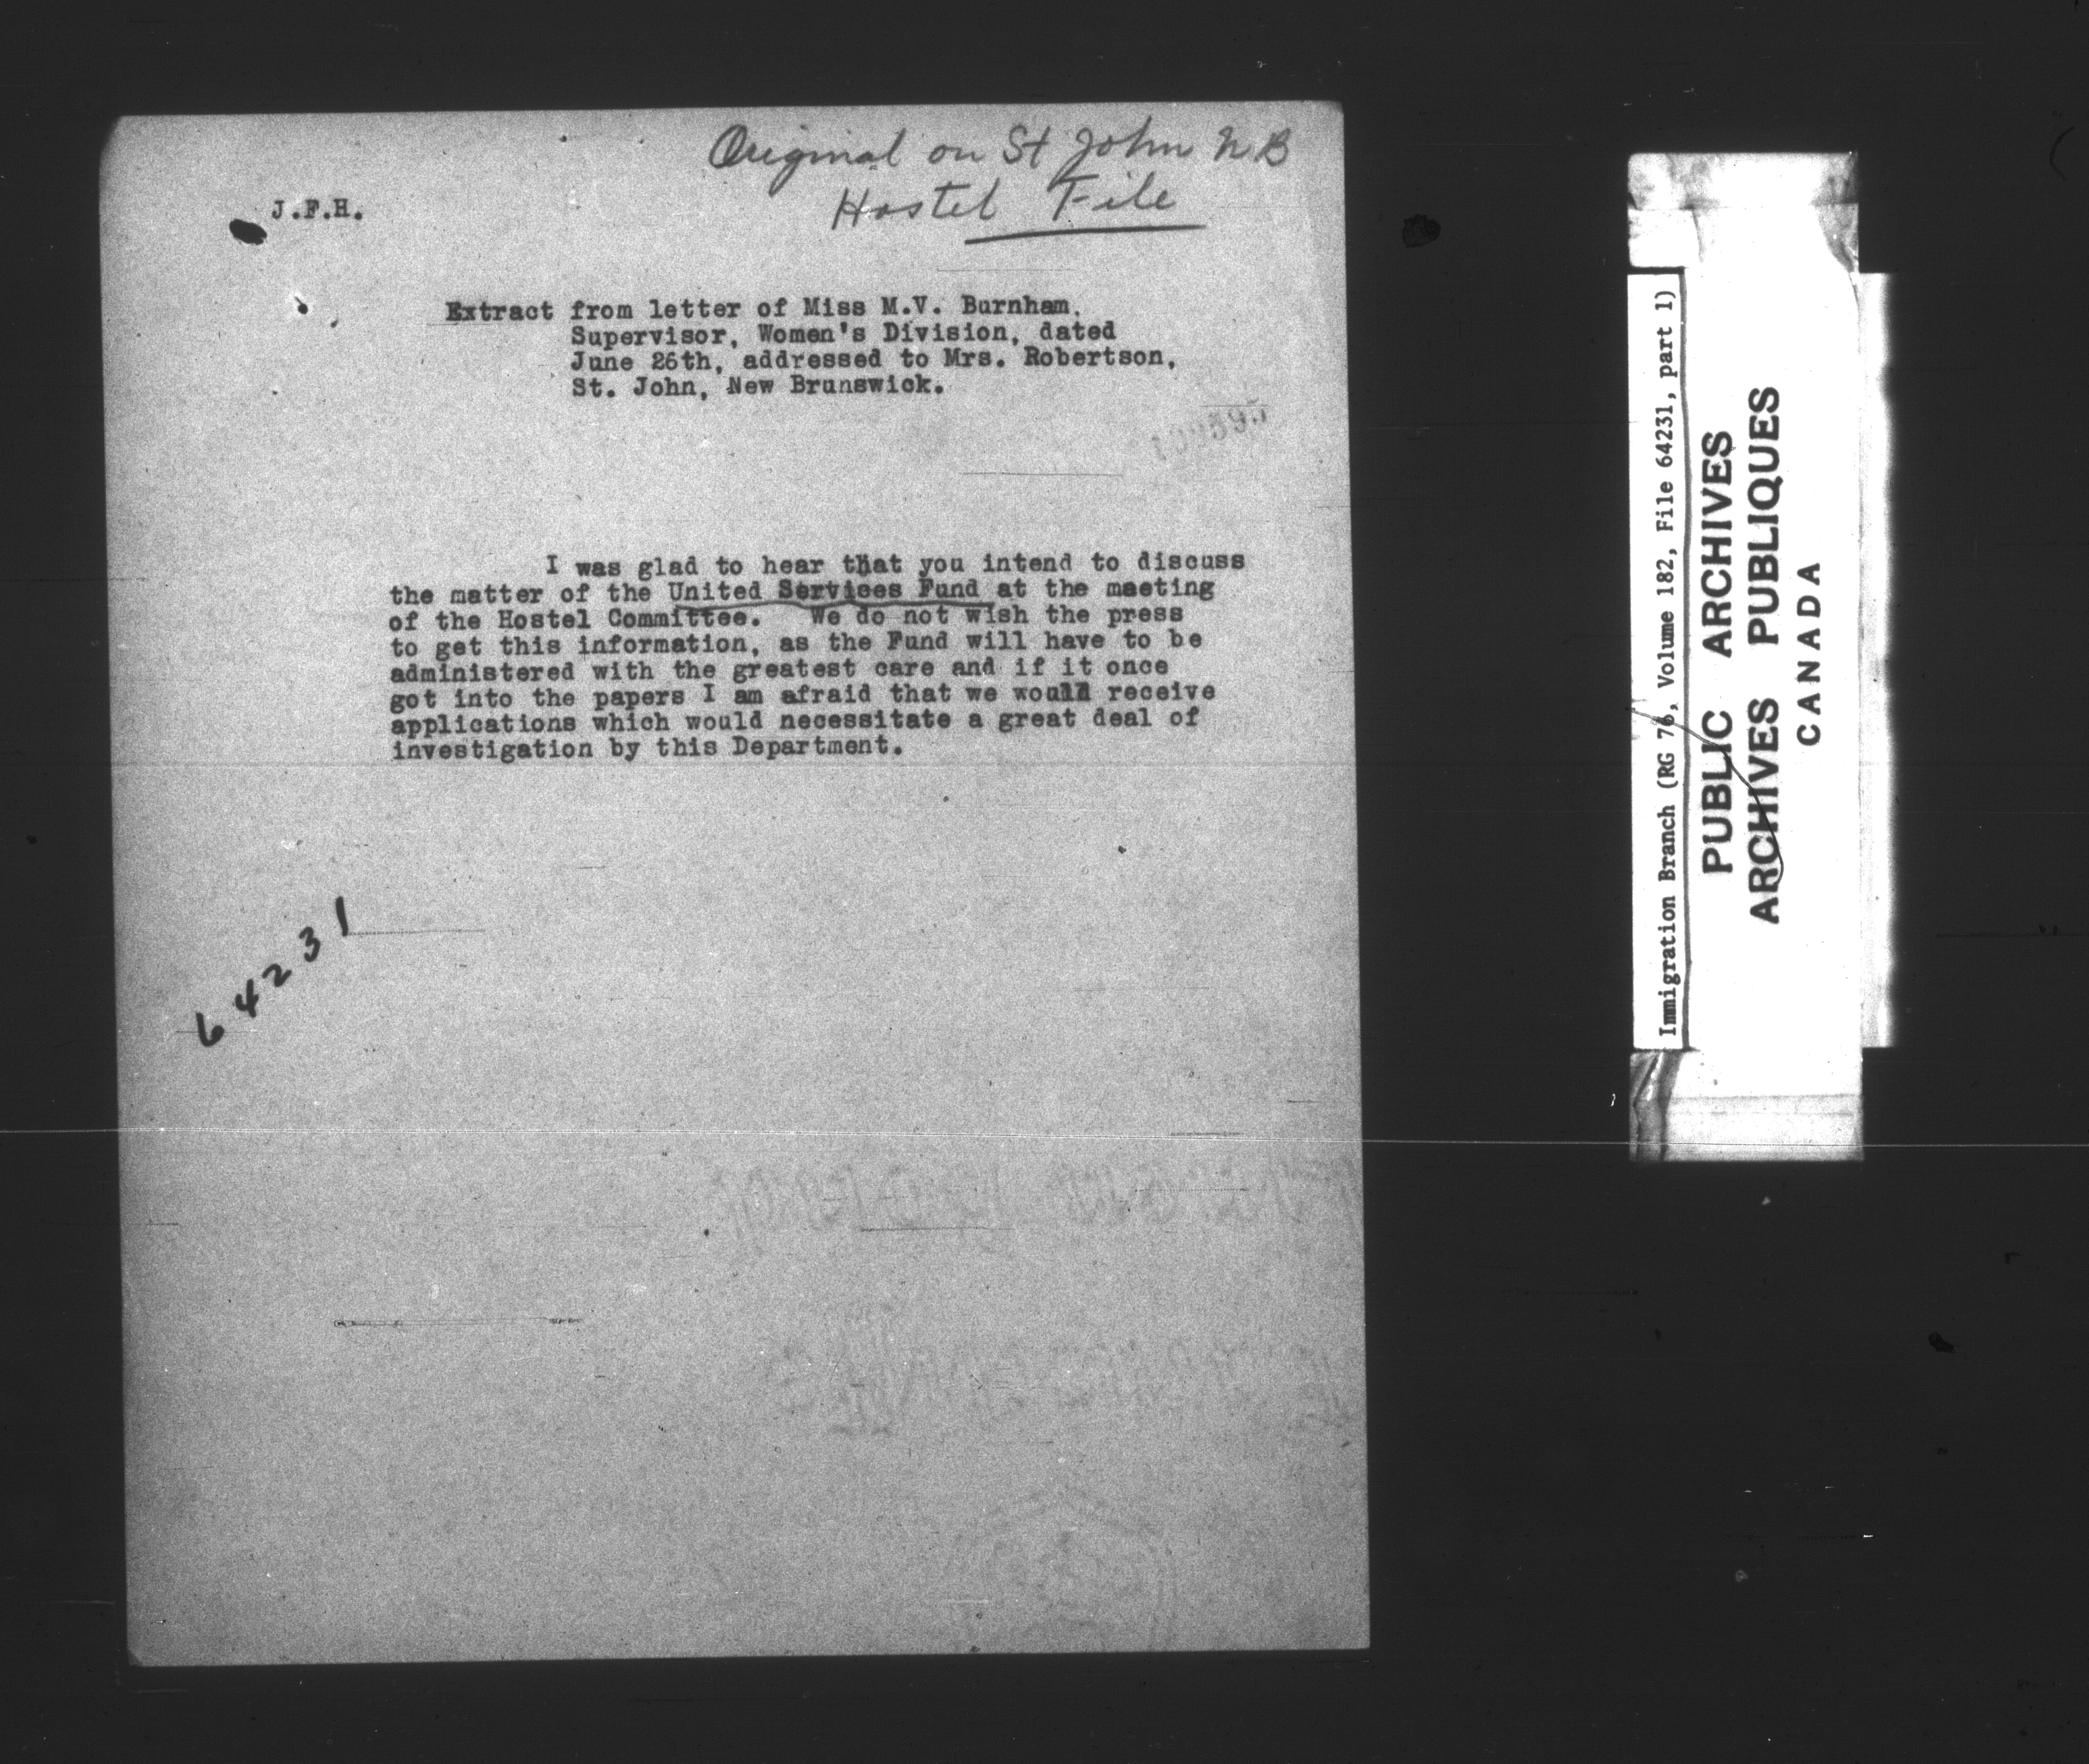 Original on St John N.B
Hostel File
J.F.H.
Extract from letter of Miss M.V. Burnham,
Supervisor, Women's Division, dated
June 26th, addressed to Mrs. Robertson,
St. John, New Brunswick.
I was glad to hear that you intend to discuss
the matter of the United Services Fund at the meeting
of the Hostel Committee. We do not wish the press
to get this information, as the Fund will have to be
administered with the greatest care and if it once
got into the papers I am afraid that we would receive
applications which would necessitate a great deal of
investigation by this Department.
64231
Immigration Branch (RG 76, Volume 182, File 64231, part 1)
PUBLIC ARCHIVES
ARCHIVES PUBLIQUES
CANADA